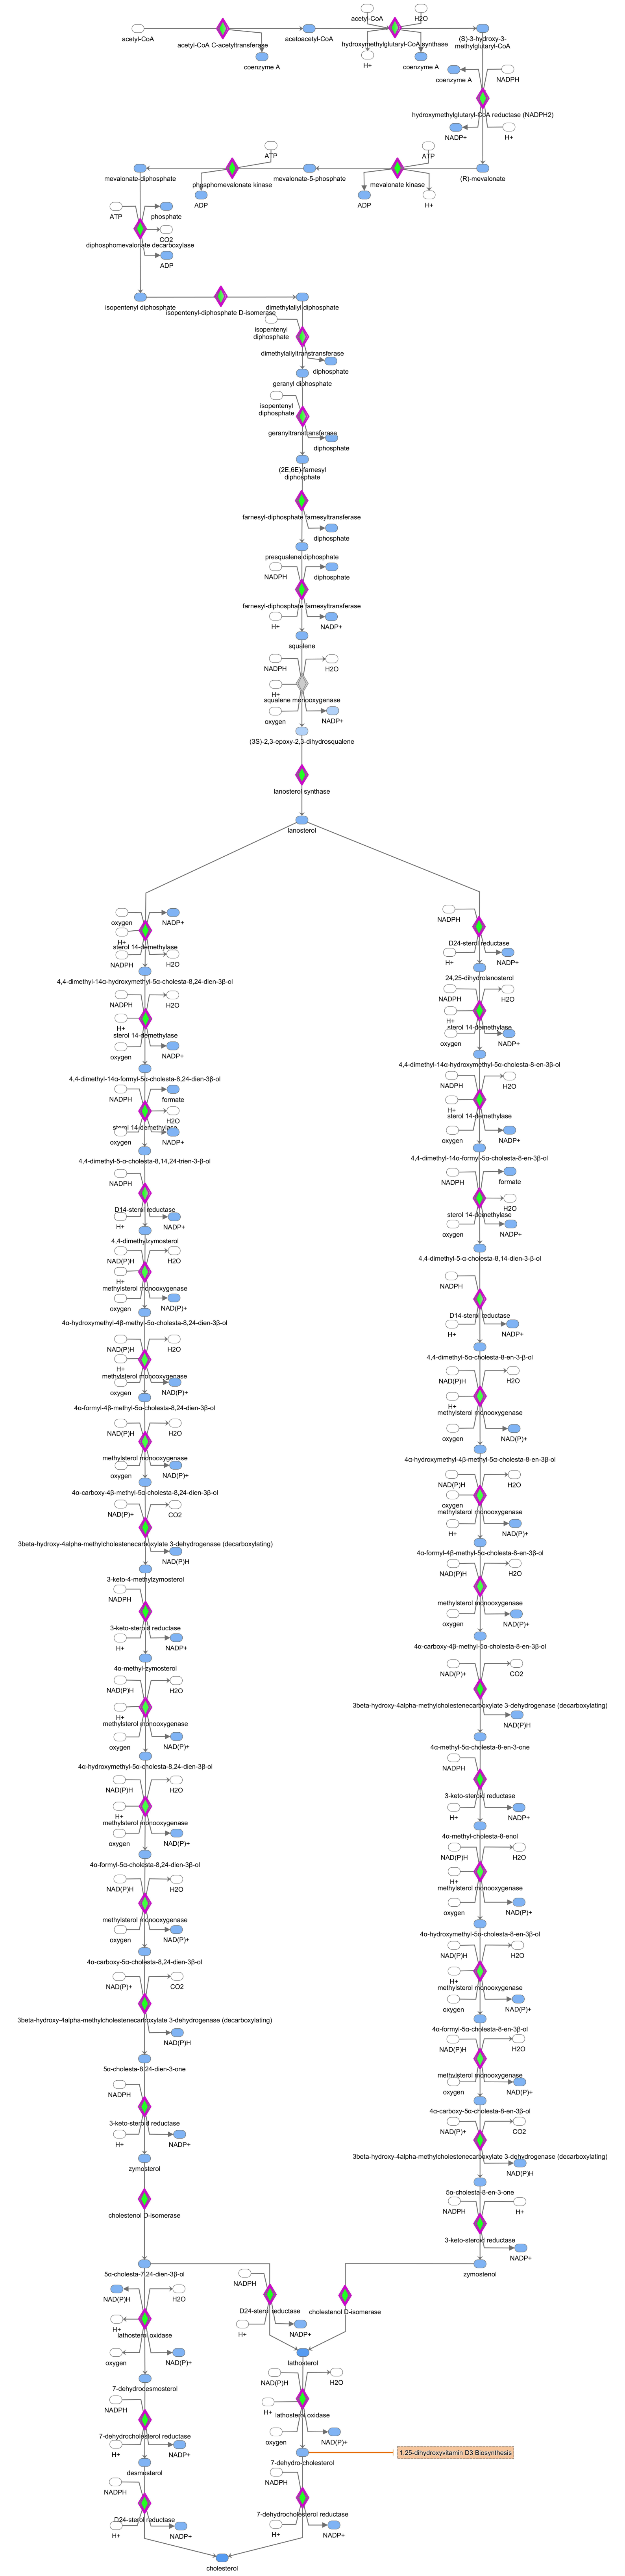 acetyl-CoA
H2O
acetyl-CoA
acetyl-CoA C-acetyltransferase
acetoacetyl-CoA
hydroxymethylglutaryl-CoA synthase
(S)-3-hydroxy-3-
methylglutaryl-CoA
coenzyme A
H+
coenzyme A
coenzyme A
NADPH
hydroxymethylglutaryl-CoA reductase (NADPH2)
NADP+
H+
ATP
ATP
mevalonate-diphosphate
phosphomevalonate kinase
mevalonate-5-phosphate
mevalonate kinase
(R)-mevalonate
ADP
ADP
H+
ATP
phosphate
CO2
diphosphomevalonate decarboxylase
ADP
isopentenyl diphosphate
isopentenyl-diphosphate D-isomerase
dimethylallyl diphosphate
isopentenyl
diphosphate
dimethylallyltranstransferase
diphosphate
geranyl diphosphate
isopentenyl
diphosphate
geranyltranstransferase
diphosphate
(2E,6E)-farnesyl
diphosphate
farnesyl-diphosphate farnesyltransferase
diphosphate
presqualene diphosphate
NADPH
diphosphate
farnesyl-diphosphate farnesyltransferase
H+
NADP+
squalene
NADPH
H2O
H+
squalene monooxygenase
oxygen
NADP+
(3S)-2,3-epoxy-2,3-dihydrosqualene
lanosterol synthase
lanosterol
oxygen
NADP+
H+
sterol 14-demethylase
NADPH
H2O
4,4-dimethyl-14α-hydroxymethyl-5α-cholesta-8,24-dien-3β-ol
NADPH
H2O
H+
sterol 14-demethylase
oxygen
NADP+
4,4-dimethyl-14α-formyl-5α-cholesta-8,24-dien-3β-ol
NADPH
formate
H2O
H+
sterol 14-demethylase
oxygen
NADP+
4,4-dimethyl-5-α-cholesta-8,14,24-trien-3-β-ol
NADPH
D14-sterol reductase
H+
NADP+
4,4-dimethylzymosterol
NAD(P)H
H2O
H+
methylsterol monooxygenase
oxygen
NAD(P)+
4α-hydroxymethyl-4β-methyl-5α-cholesta-8,24-dien-3β-ol
NAD(P)H
H2O
H+
methylsterol monooxygenase
oxygen
NAD(P)+
4α-formyl-4β-methyl-5α-cholesta-8,24-dien-3β-ol
NAD(P)H
H2O
methylsterol monooxygenase
oxygen
NAD(P)+
4α-carboxy-4β-methyl-5α-cholesta-8,24-dien-3β-ol
NAD(P)+
CO2
3beta-hydroxy-4alpha-methylcholestenecarboxylate 3-dehydrogenase (decarboxylating)
NAD(P)H
3-keto-4-methylzymosterol
NADPH
3-keto-steroid reductase
H+
NADP+
4α-methyl-zymosterol
NAD(P)H
H2O
H+
methylsterol monooxygenase
oxygen
NAD(P)+
4α-hydroxymethyl-5α-cholesta-8,24-dien-3β-ol
NAD(P)H
H2O
H+
methylsterol monooxygenase
oxygen
NAD(P)+
4α-formyl-5α-cholesta-8,24-dien-3β-ol
NAD(P)H
H2O
methylsterol monooxygenase
oxygen
NAD(P)+
4α-carboxy-5α-cholesta-8,24-dien-3β-ol
NAD(P)+
CO2
3beta-hydroxy-4alpha-methylcholestenecarboxylate 3-dehydrogenase (decarboxylating)
NAD(P)H
5α-cholesta-8,24-dien-3-one
NADPH
3-keto-steroid reductase
H+
NADP+
zymosterol
cholestenol D-isomerase
5α-cholesta-7,24-dien-3β-ol
NADPH
D24-sterol reductase
cholestenol D-isomerase
H+
NADP+
lathosterol
NAD(P)H
H2O
H+
lathosterol oxidase
oxygen
NAD(P)+
7-dehydrodesmosterol
NADPH
7-dehydrocholesterol reductase
H+
NADP+
desmosterol
NADPH
D24-sterol reductase
H+
NADP+
NADPH
D24-sterol reductase
H+
NADP+
24,25-dihydrolanosterol
NADPH
H2O
H+
sterol 14-demethylase
oxygen
NADP+
4,4-dimethyl-14α-hydroxymethyl-5α-cholesta-8-en-3β-ol
NADPH
H2O
H+
sterol 14-demethylase
oxygen
NADP+
4,4-dimethyl-14α-formyl-5α-cholesta-8-en-3β-ol
NADPH
formate
H2O
sterol 14-demethylase
oxygen
NADP+
4,4-dimethyl-5-α-cholesta-8,14-dien-3-β-ol
NADPH
D14-sterol reductase
H+
NADP+
4,4-dimethyl-5α-cholesta-8-en-3-β-ol
NAD(P)H
H2O
H+
methylsterol monooxygenase
oxygen
NAD(P)+
4α-hydroxymethyl-4β-methyl-5α-cholesta-8-en-3β-ol
NAD(P)H
H2O
oxygen
methylsterol monooxygenase
H+
NAD(P)+
4α-formyl-4β-methyl-5α-cholesta-8-en-3β-ol
NAD(P)H
H2O
methylsterol monooxygenase
oxygen
NAD(P)+
4α-carboxy-4β-methyl-5α-cholesta-8-en-3β-ol
NAD(P)+
CO2
3beta-hydroxy-4alpha-methylcholestenecarboxylate 3-dehydrogenase (decarboxylating)
NAD(P)H
4α-methyl-5α-cholesta-8-en-3-one
NADPH
3-keto-steroid reductase
H+
NADP+
4α-methyl-cholesta-8-enol
NAD(P)H
H2O
H+
methylsterol monooxygenase
oxygen
NAD(P)+
4α-hydroxymethyl-5α-cholesta-8-en-3β-ol
NAD(P)H
H2O
H+
methylsterol monooxygenase
oxygen
NAD(P)+
4α-formyl-5α-cholesta-8-en-3β-ol
NAD(P)H
H2O
methylsterol monooxygenase
oxygen
NAD(P)+
4α-carboxy-5α-cholesta-8-en-3β-ol
NAD(P)+
CO2
3beta-hydroxy-4alpha-methylcholestenecarboxylate 3-dehydrogenase (decarboxylating)
NAD(P)H
5α-cholesta-8-en-3-one
NADPH
H+
3-keto-steroid reductase
NADP+
zymostenol
NAD(P)H
H2O
H+
lathosterol oxidase
oxygen
NAD(P)+
1,25-dihydroxyvitamin D3 Biosynthesis
7-dehydro-cholesterol
NADPH
7-dehydrocholesterol reductase
H+
NADP+
cholesterol